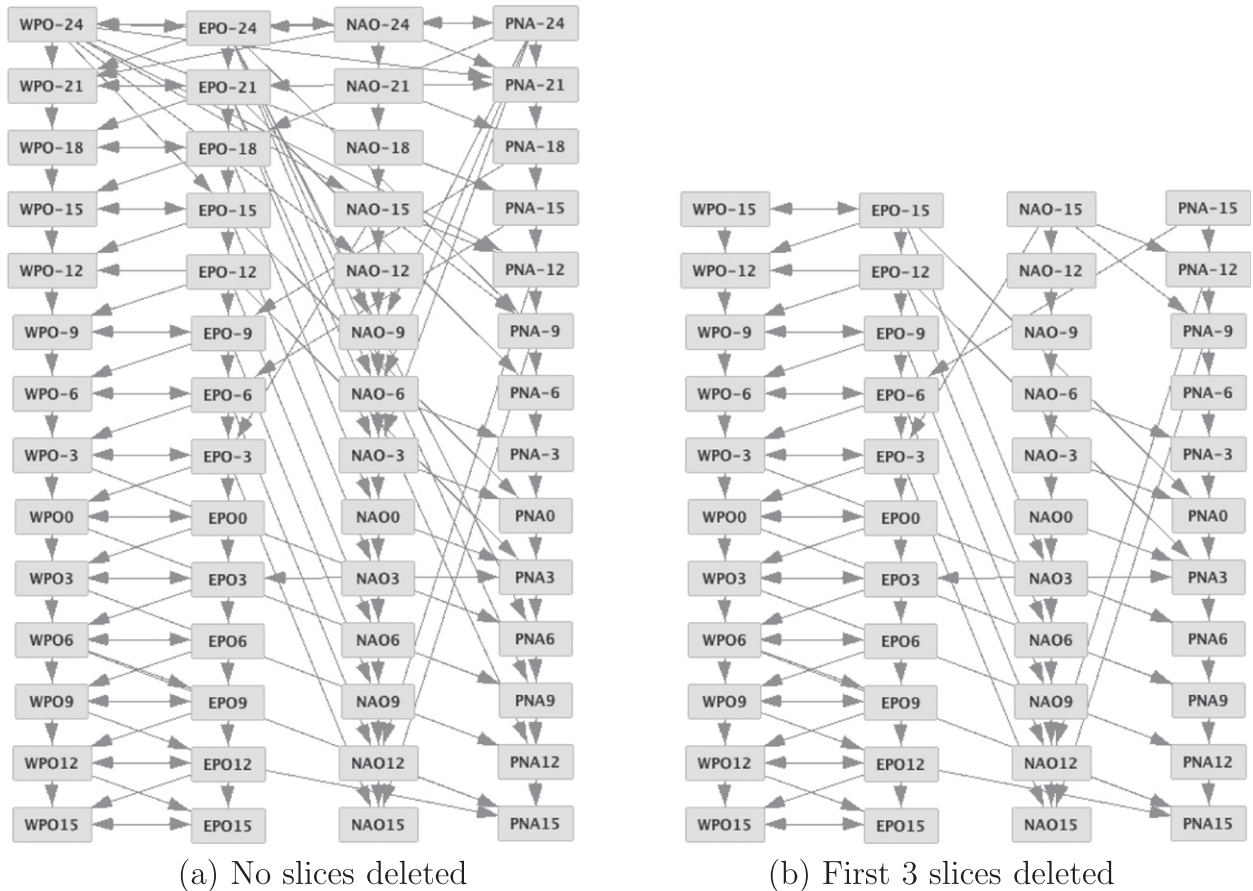 WPO-24 EPO-24 NAO-24 PNA-24
WPO-21 EPO-21 NAO-21 PNA-21
WPO-18 EPO-18 NAO-18 PNA-18
WPO-15 EPO-15 NAO-15 PNA-15
WPO-12 EPO-12 NAO-12 PNA-12
WPO-9 EPO-9 NAO-9 PNA-9
WPO-6 EPO-6 NAO-6 PNA-6
WPO-3 EPO-3 NAO-3 PNA-3
WPO0 EPO0 NAO0 PNA0
WPO3 EPO3 NAO3 PNA3
WPO6 EPO6 NAO6 PNA6
WPO9 EPO9 NAO9 PNA9
WPO12 EPO12 NAO12 PNA12
WPO15 EPO15 NAO15 PNA15
(a) No slices deleted
WPO-15 EPO-15 NAO-15 PNA-15
WPO-12 EPO-12 NAO-12 PNA-12
WPO-9 EPO-9 NAO-9 PNA-9
WPO-6 EPO-6 NAO-6 PNA-6
WPO-3 EPO-3 NAO-3 PNA-3
WPO0 EPO0 NAO0 PNA0
WPO3 EPO3 NAO3 PNA3
WPO6 EPO6 NAO6 PNA6
WPO9 EPO9 NAO9 PNA9
WPO12 EPO12 NAO12 PNA12
WPO15 EPO15 NAO15 PNA15
(b) First 3 slices deleted